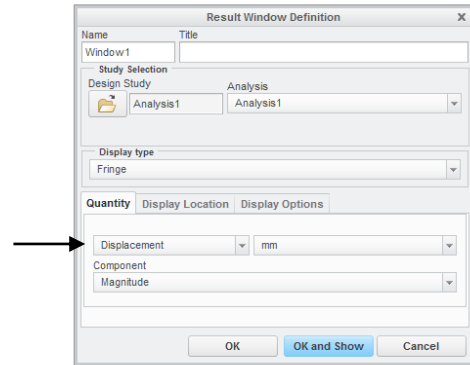 Result Window Definition X
Name Title
Window1
Study Selection
Design Study Analysis
Analysis1 Analysis1
Display type
Fringe
Quantity Display Location Display Options
Displacement mm
Component
Magnitude
OK OK and Show Cancel